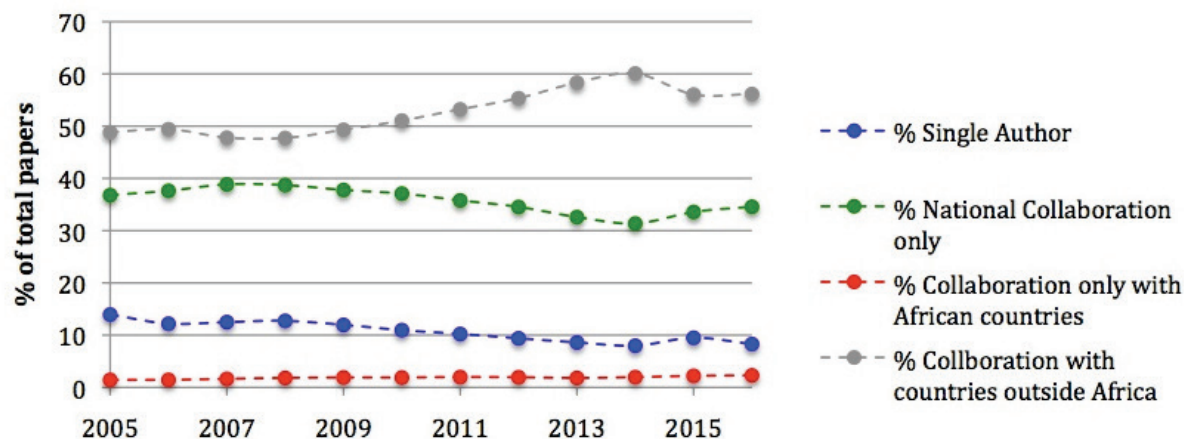 70
60
50
40
30
20
10
0
% of total papers
2005
2007
2009
2011
2013
2015
% Single Author
% National Collaboration
only
% Collaboration only with
African countries
% Collboration with
countries outside Africa